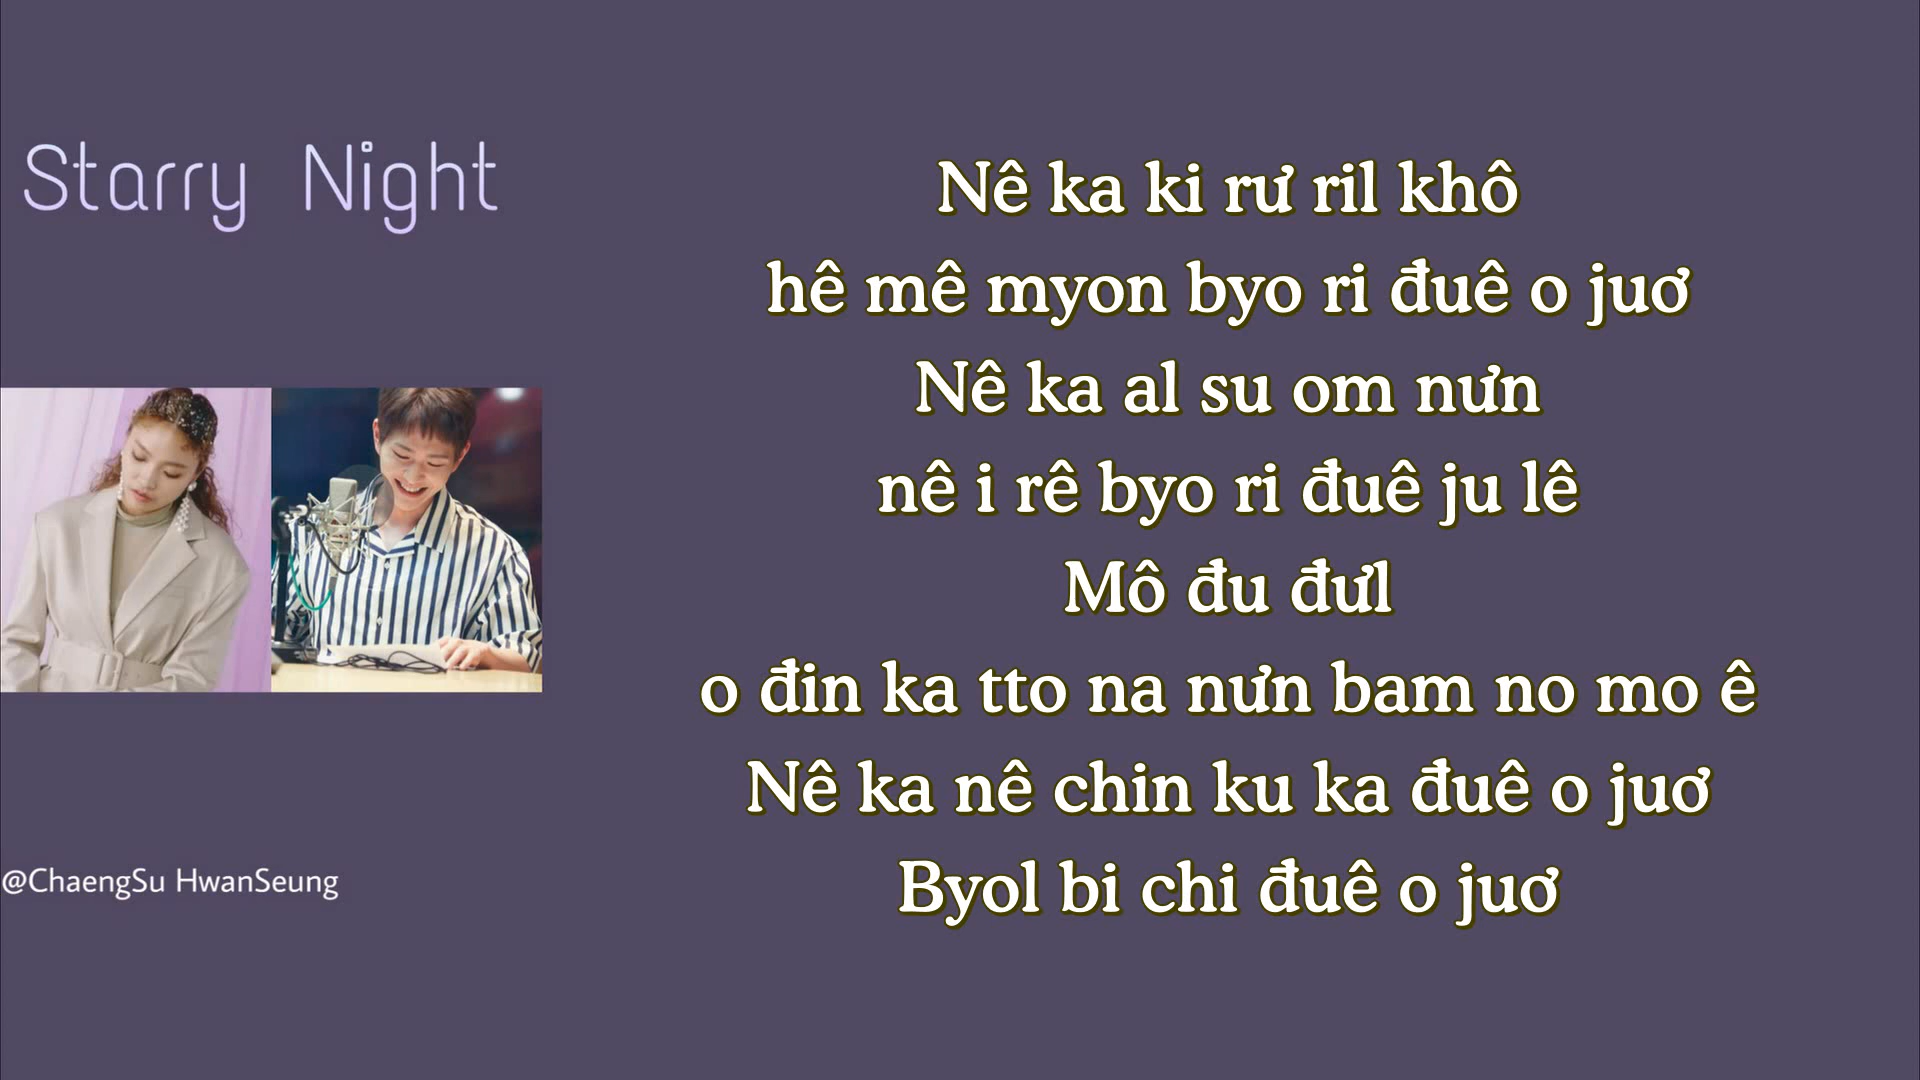 Starry Night
Nê ka ki rư ril khô
hê mê myon byo ri đuê o juơ
Nê ka al su om nưn
nê i rê byo ri đuê ju lê
Mô đu đưl
o đin ka tto na nưn bam no mo ê
Nê ka nê chin ku ka đuê o juơ
Byol bi chi đuê o juơ
@ChaengSu HwanSeung